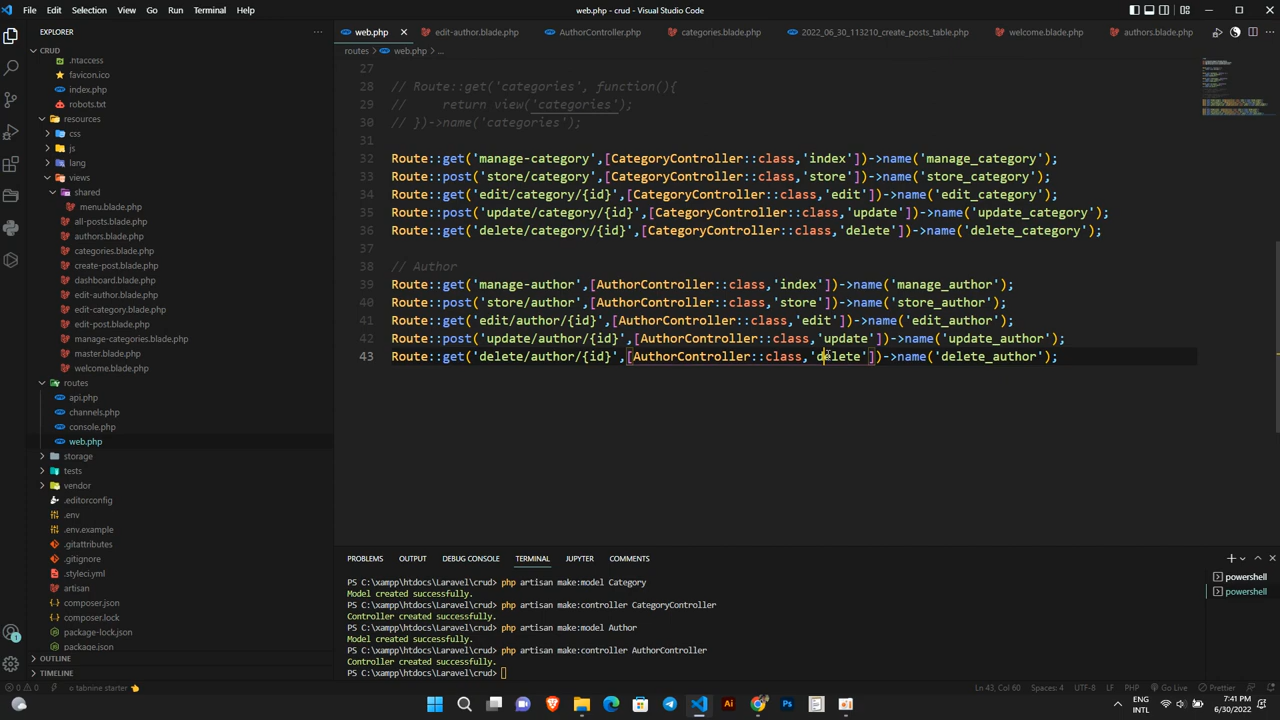 File Edit Selection View Go Run Terminal Help
web.php - crud - Visual Studio Code
EXPLORER
web.php edit-author.blade.php AuthorController.php categories.blade.php 2022_06_30_113210_create_posts_table.php welcome.blade.php authors.blade.php
routes > web.php > ...
CRUD
.htaccess
favicon.ico
index.php
robots.txt
resources
css
js
lang
views
shared
menu.blade.php
all-posts.blade.php
authors.blade.php
categories.blade.php
create-post.blade.php
dashboard.blade.php
edit-author.blade.php
edit-category.blade.php
edit-post.blade.php
manage-categories.blade.php
master.blade.php
welcome.blade.php
routes
api.php
channels.php
console.php
web.php
storage
tests
vendor
.editorconfig
.env
.env.example
.gitattributes
.gitignore
.styleci.yml
artisan
composer.json
composer.lock
package-lock.json
package.json
OUTLINE
TIMELINE
27
28 // Route::get('categories', function(){
29 //     return view('categories');
30 // })->name('categories');
31
32 Route::get('manage-category',[CategoryController::class,'index'])->name('manage_category');
33 Route::post('store/category',[CategoryController::class,'store'])->name('store_category');
34 Route::get('edit/category/{id}',[CategoryController::class,'edit'])->name('edit_category');
35 Route::post('update/category/{id}',[CategoryController::class,'update'])->name('update_category');
36 Route::get('delete/category/{id}',[CategoryController::class,'delete'])->name('delete_category');
37
38 // Author
39 Route::get('manage-author',[AuthorController::class,'index'])->name('manage_author');
40 Route::post('store/author',[AuthorController::class,'store'])->name('store_author');
41 Route::get('edit/author/{id}',[AuthorController::class,'edit'])->name('edit_author');
42 Route::post('update/author/{id}',[AuthorController::class,'update'])->name('update_author');
43 Route::get('delete/author/{id}',[AuthorController::class,'delete'])->name('delete_author');
PROBLEMS OUTPUT DEBUG CONSOLE TERMINAL JUPYTER COMMENTS
PS C:\xampp\htdocs\Laravel\crud> php artisan make:model Category
Model created successfully.
PS C:\xampp\htdocs\Laravel\crud> php artisan make:controller CategoryController
Controller created successfully.
PS C:\xampp\htdocs\Laravel\crud> php artisan make:model Author
Model created successfully.
PS C:\xampp\htdocs\Laravel\crud> php artisan make:controller AuthorController
Controller created successfully.
PS C:\xampp\htdocs\Laravel\crud>
powershell
powershell
0 0 tabnine starter
Ln 43, Col 60 Spaces: 4 UTF-8 LF PHP Go Live Prettier
Ai Ps
ENG
INTL
7:41 PM
6/30/2022